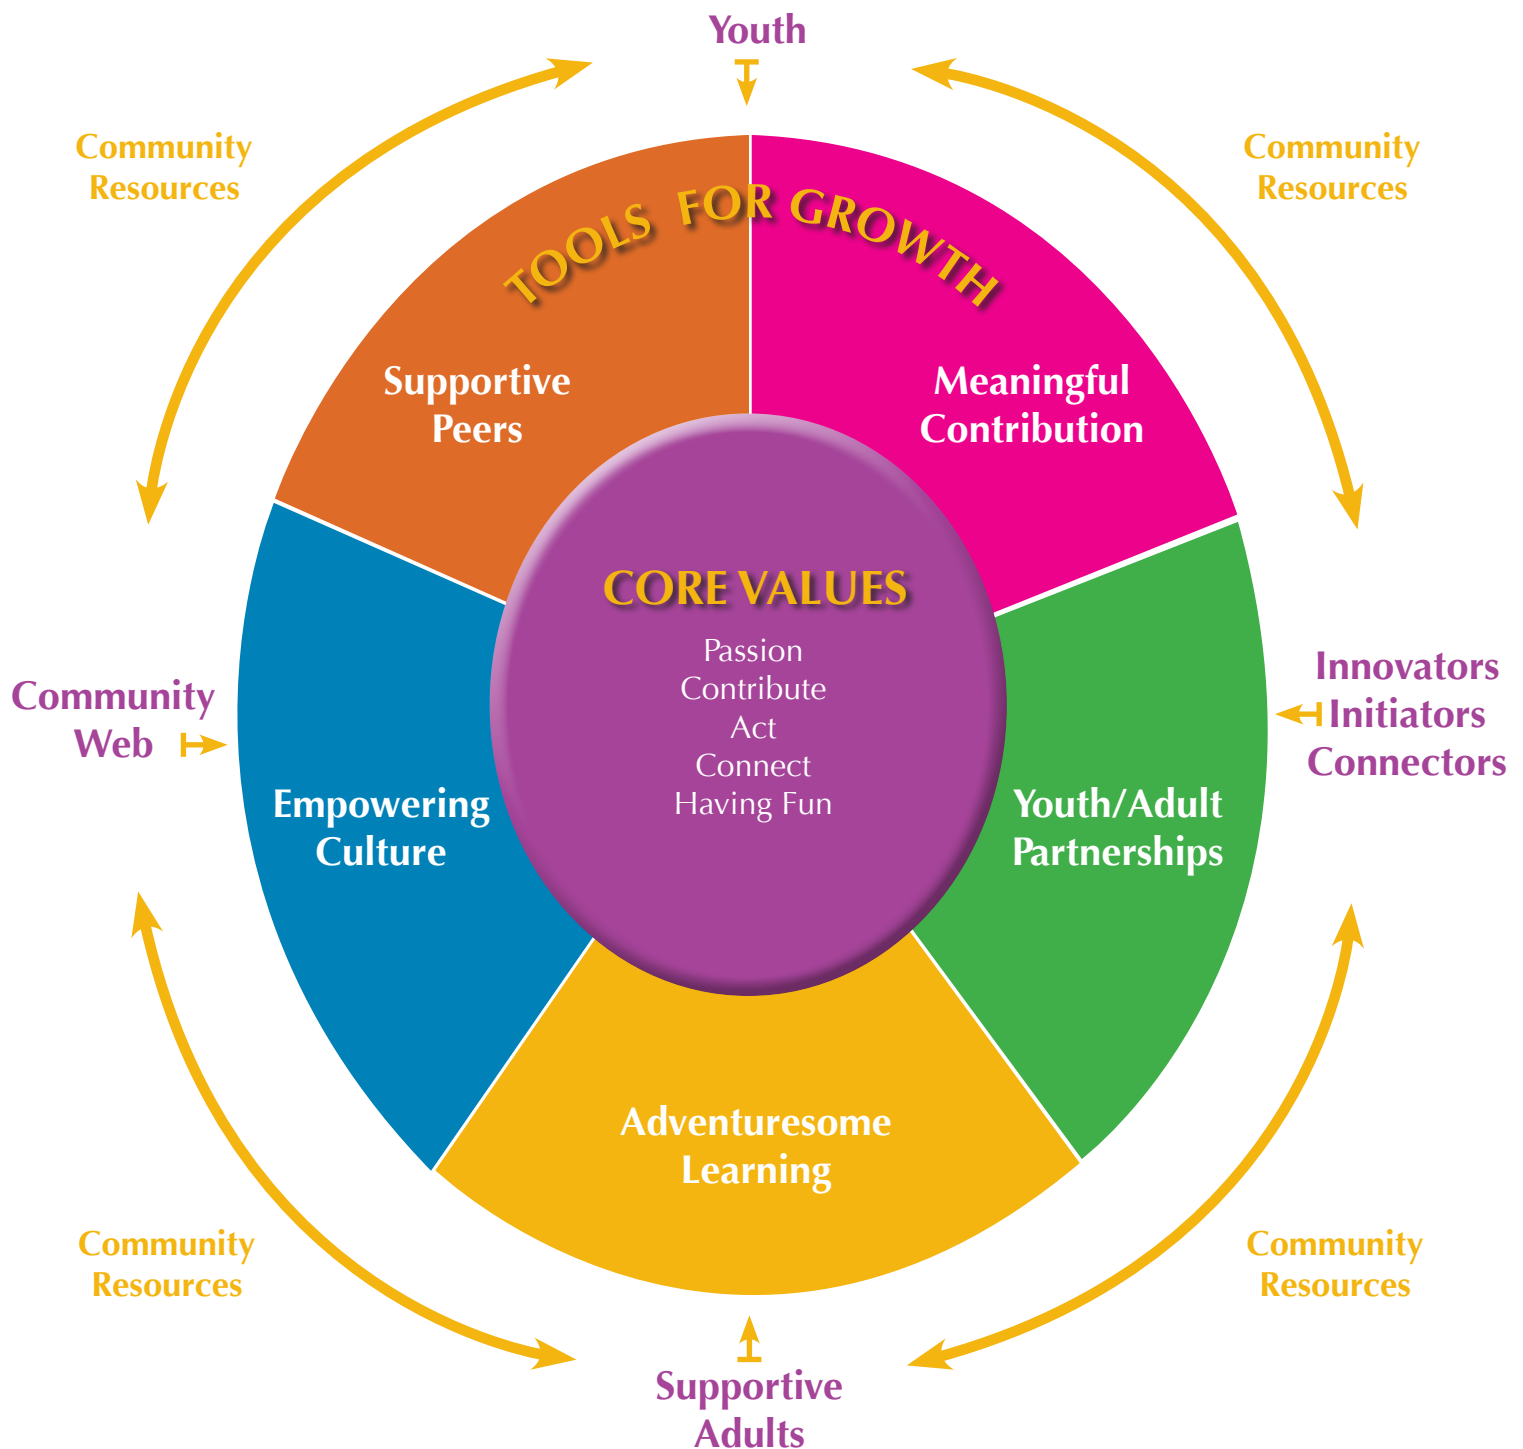 Youth
Community
Resources
Community
Resources
TOOLS FOR GROWTH
Supportive
Peers
Meaningful
Contribution
CORE VALUES
Passion
Contribute
Act
Connect
Having Fun
Community
Web
Innovators
Initiators
Connectors
Empowering
Culture
Youth/Adult
Partnerships
Adventuresome
Learning
Community
Resources
Community
Resources
Supportive
Adults